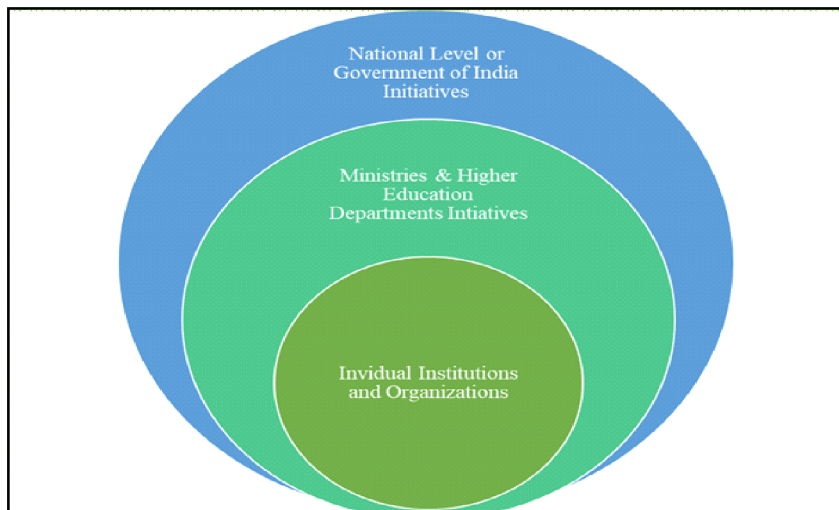 National Level or
Government of India
Initiatives
Ministries & Higher
Education
Departments Intiatives
Invidual Institutions
and Organizations